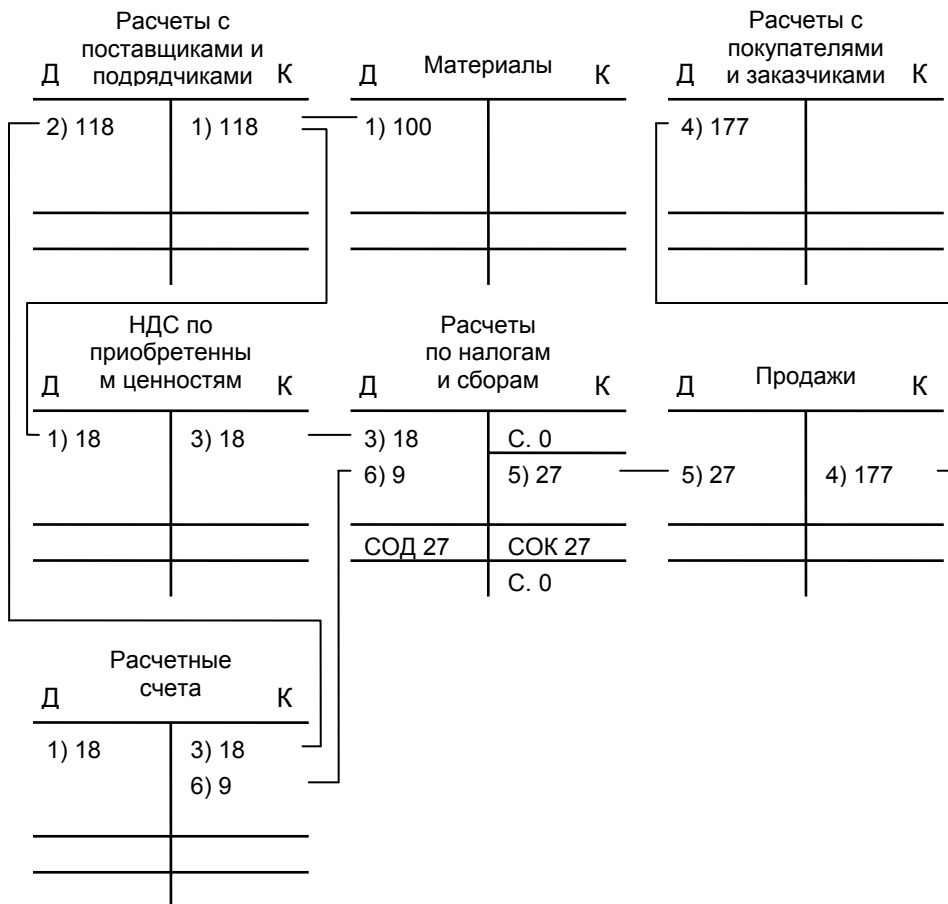 Расчеты с
поставщиками и
подрядчиками
Д
К
2) 118
1) 118
Материалы
Д
К
1) 100
Расчеты с
покупателями
и заказчиками
Д
К
4) 177
НДС по
приобретенны
м ценностям
Д
К
1) 18
3) 18
Расчеты
по налогам
и сборам
Д
К
3) 18
С. 0
6) 9
5) 27
СОД 27
СОК 27
С. 0
Продажи
Д
К
5) 27
4) 177
Расчетные
счета
Д
К
1) 18
3) 18
6) 9